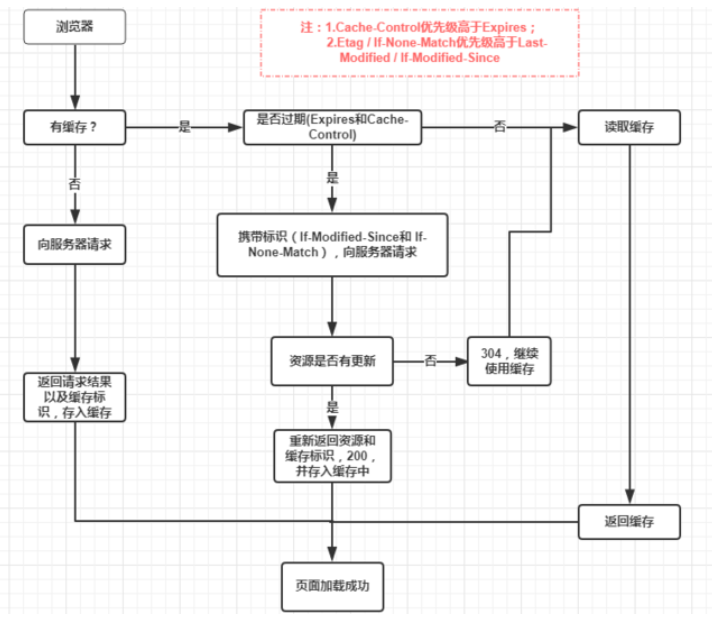 浏览器
注：1.Cache-Control优先级高于Expires；
2.Etag / If-None-Match优先级高于Last-
Modified / If-Modified-Since
有缓存？
是
是否过期(Expires和Cache-
Control)
否
读取缓存
否
是
向服务器请求
携带标识（If-Modified-Since和 If-
None-Match），向服务器请求
资源是否有更新
否
304，继续
使用缓存
返回请求结果
以及缓存标
识，存入缓存
是
重新返回资源和
缓存标识，200，
并存入缓存中
返回缓存
页面加载成功